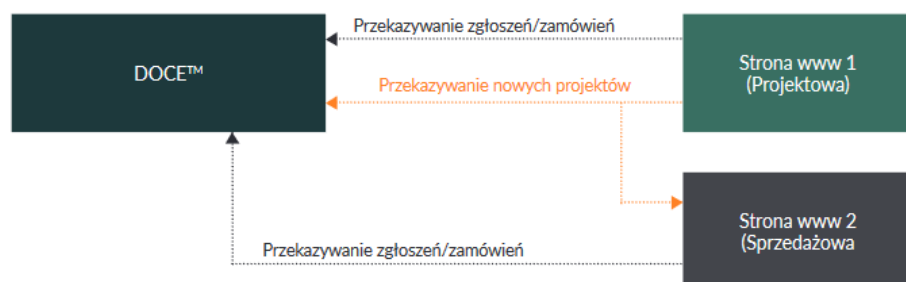 Przekazywanie zgłoszeń/zamówień
DOCE™
Strona www 1
(Projektowa)
Przekazywanie nowych projektów
Strona www 2
(Sprzedażowa
Przekazywanie zgłoszeń/zamówień